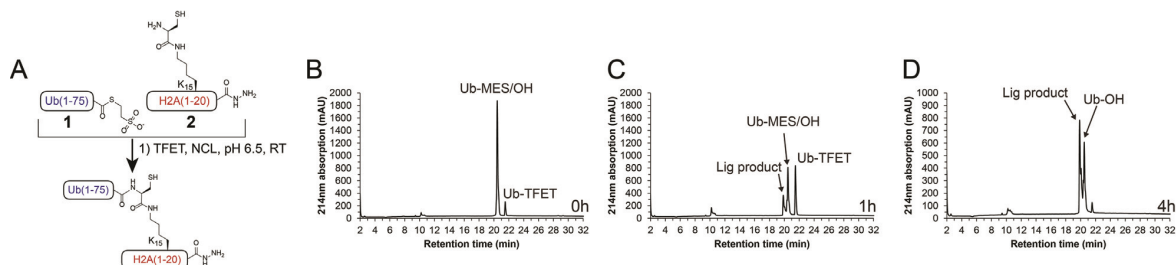 A
SH
H₂N
O
NH
K₁₅
Ub(1-75)
O
S
O
S
O⁻
O
1
H2A(1-20)
2
O
N
H
NH₂
1) TFET, NCL, pH 6.5, RT
Ub(1-75)
O
H
N
SH
O
NH
K₁₅
H2A(1-20)
O
N
H
NH₂
B
214nm absorption (mAU)
2000
1800
1600
1400
1200
1000
800
600
400
200
0
Ub-MES/OH
Ub-TFET
0h
2 4 6 8 10 12 14 16 18 20 22 24 26 28 30 32
Retention time (min)
C
214nm absorption (mAU)
2000
1800
1600
1400
1200
1000
800
600
400
200
0
Ub-MES/OH
Lig product
Ub-TFET
1h
2 4 6 8 10 12 14 16 18 20 22 24 26 28 30 32
Retention time (min)
D
214nm absorption (mAU)
1000
900
800
700
600
500
400
300
200
100
0
Lig product
Ub-OH
4h
2 4 6 8 10 12 14 16 18 20 22 24 26 28 30 32
Retention time (min)